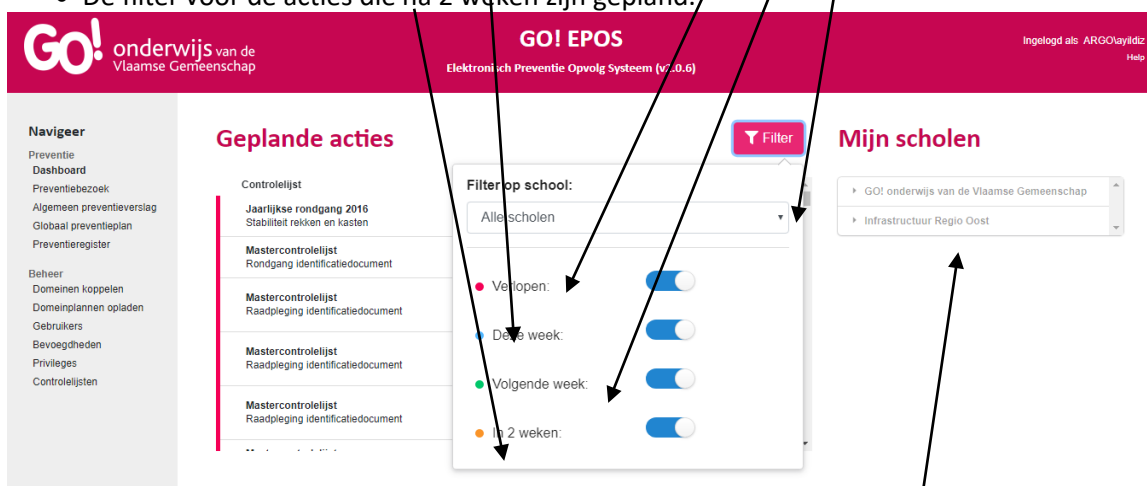 De filter voor de acties die na 2 weken zijn gepland.
GO! onderwijs van de
Vlaamse Gemeenschap
GO! EPOS
Elektronisch Preventie Opvolg Systeem (v2.0.6)
Ingelogd als ARGO\ayildiz
Help
Navigeer
Preventie
Dashboard
Preventiebezoek
Algemeen preventieverslag
Globaal preventieplan
Preventieregister
Beheer
Domeinen koppelen
Domeinplannen opladen
Gebruikers
Bevoegdheden
Privileges
Controlelijsten
Geplande acties
Filter
Controlelijst
Jaarlijkse rondgang 2016
Stabiliteit rekken en kasten
Mastercontrolelijst
Rondgang identificatiedocument
Mastercontrolelijst
Raadpleging identificatiedocument
Mastercontrolelijst
Raadpleging identificatiedocument
Mastercontrolelijst
Raadpleging identificatiedocument
Filter op school:
Alle scholen
Verlopen:
Deze week:
Volgende week:
In 2 weken:
Mijn scholen
GO! onderwijs van de Vlaamse Gemeenschap
Infrastructuur Regio Oost